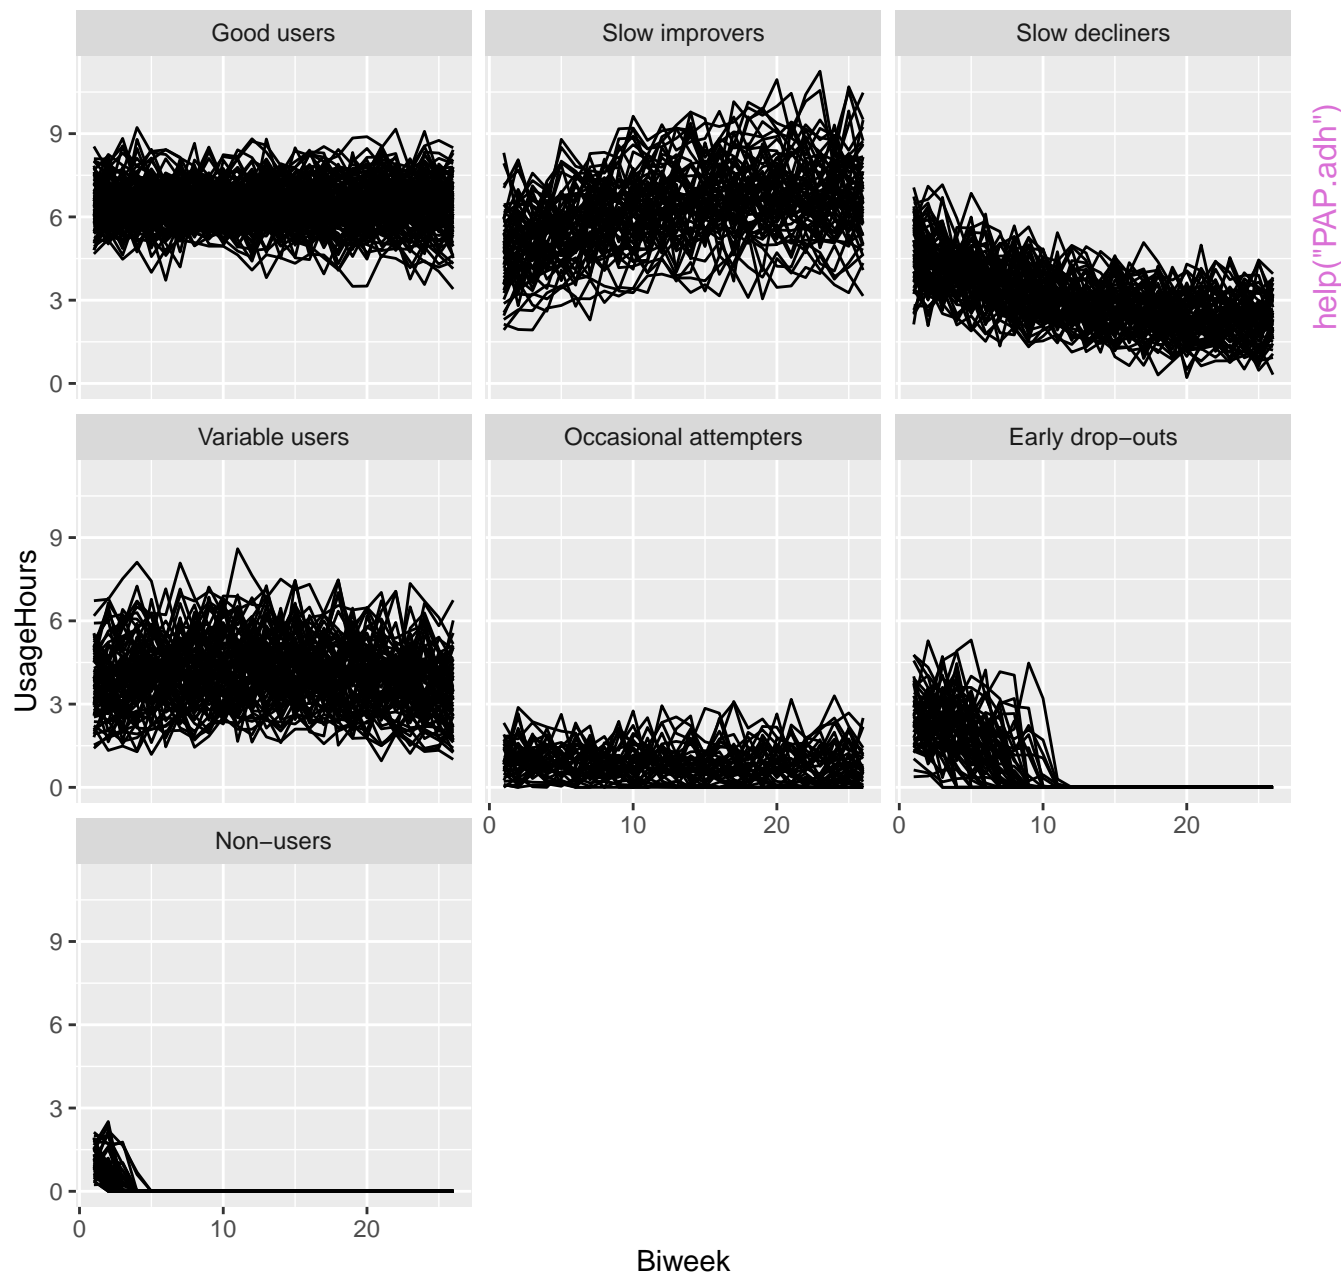 Good users
Slow improvers
Slow decliners
9
6
3
0
help("PAP.adh")
Variable users
Occasional attempters
Early drop−outs
UsageHours
9
6
3
0
0
10
20
0
10
20
Non−users
9
6
3
0
0
10
20
Biweek